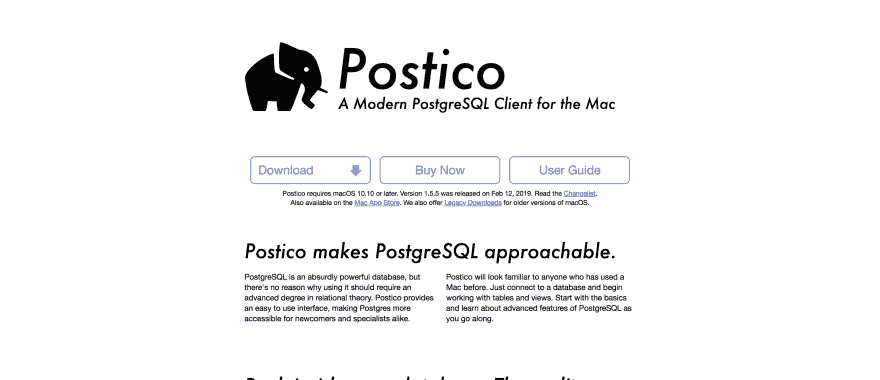 Postico
A Modern PostgreSQL Client for the Mac
Download
Buy Now
User Guide
Postico requires macOS 10.10 or later. Version 1.5.5 was released on Feb 12, 2019. Read the Changelist.
Also available on the Mac App Store. We also offer Legacy Downloads for older versions of macOS.
Postico makes PostgreSQL approachable.
PostgreSQL is an absurdly powerful database, but
there's no reason why using it should require an
advanced degree in relational theory. Postico provides
an easy to use interface, making Postgres more
accessible for newcomers and specialists alike.
Postico will look familiar to anyone who has used a
Mac before. Just connect to a database and begin
working with tables and views. Start with the basics
and learn about advanced features of PostgreSQL as
you go along.